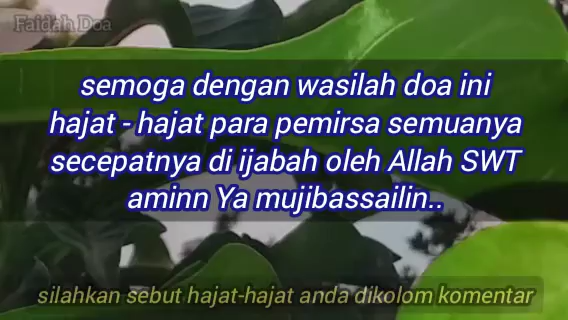 Faidah Doa
semoga dengan wasilah doa ini
hajat - hajat para pemirsa semuanya
secepatnya di ijabah oleh Allah SWT
aminn Ya mujibassailin..
silahkan sebut hajat-hajat anda dikolom komentar